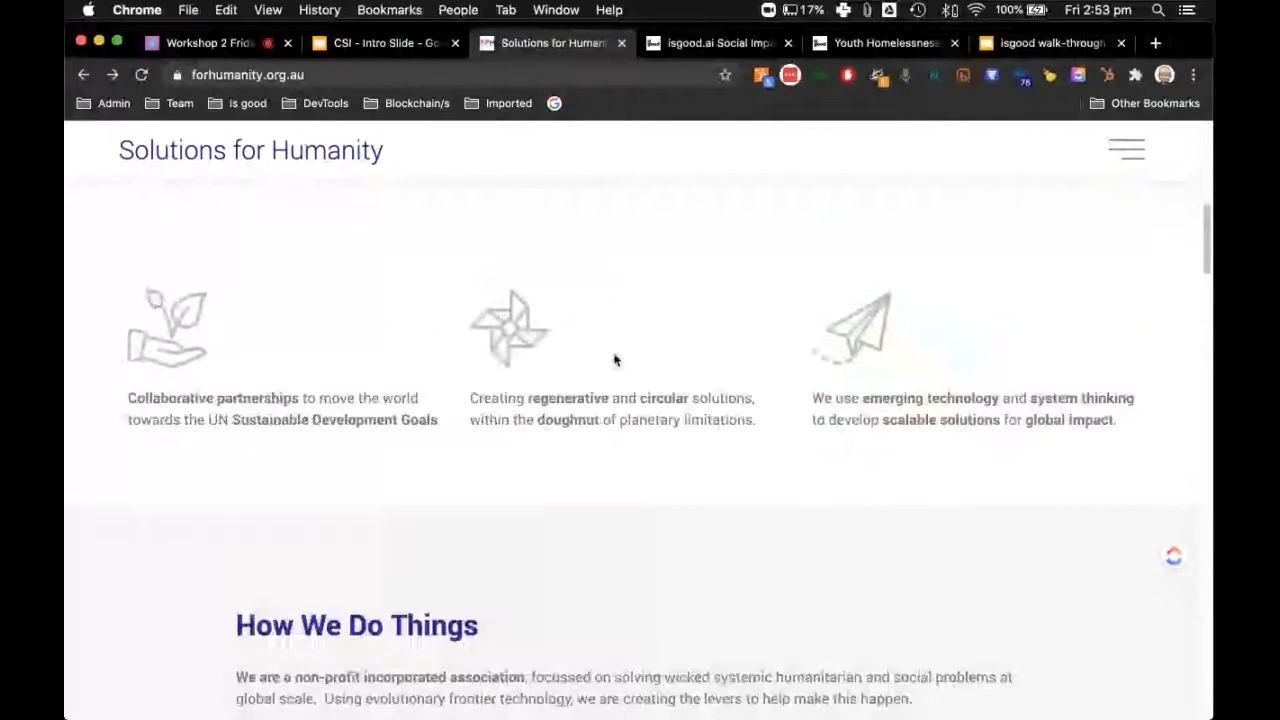 Chrome File Edit View History Bookmarks People Tab Window Help 17% 100% Fri 2:53 pm
Workshop 2 Frid CSI - Intro Slide - Go Solutions for Humani isgood.ai Social Impa Youth Homelessness isgood walk-through
forhumanity.org.au 75
Admin Team is good DevTools Blockchain/s Imported Other Bookmarks
Solutions for Humanity
Collaborative partnerships to move the world
towards the UN Sustainable Development Goals
Creating regenerative and circular solutions,
within the doughnut of planetary limitations.
We use emerging technology and system thinking
to develop scalable solutions for global impact.
How We Do Things
We are a non-profit incorporated association, focussed on solving wicked systemic humanitarian and social problems at
global scale. Using evolutionary frontier technology, we are creating the levers to help make this happen.